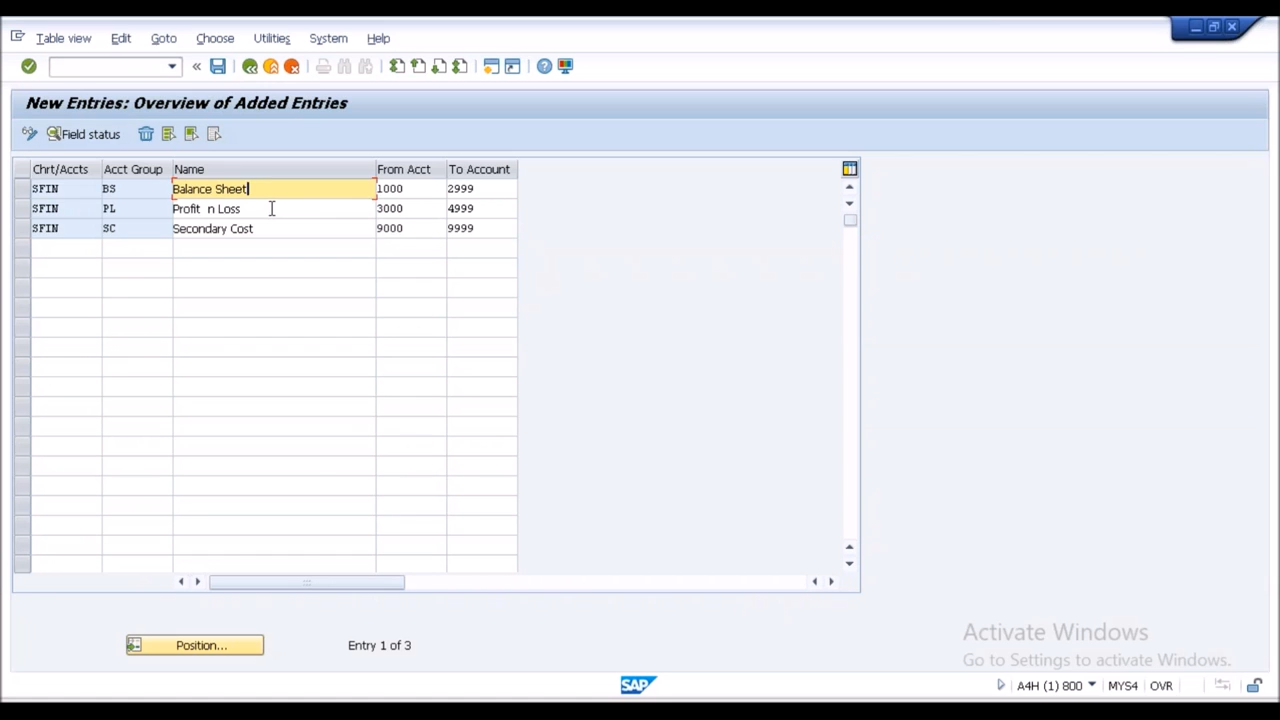 Table view Edit Goto Choose Utilities System Help
«
New Entries: Overview of Added Entries
Field status
Chrt/Accts Acct Group Name From Acct To Account
SFIN BS Balance Sheet 1000 2999
SFIN PL Profit n Loss 3000 4999
SFIN SC Secondary Cost 9000 9999
Position... Entry 1 of 3
Activate Windows
Go to Settings to activate Windows.
SAP A4H (1) 800 MYS4 OVR